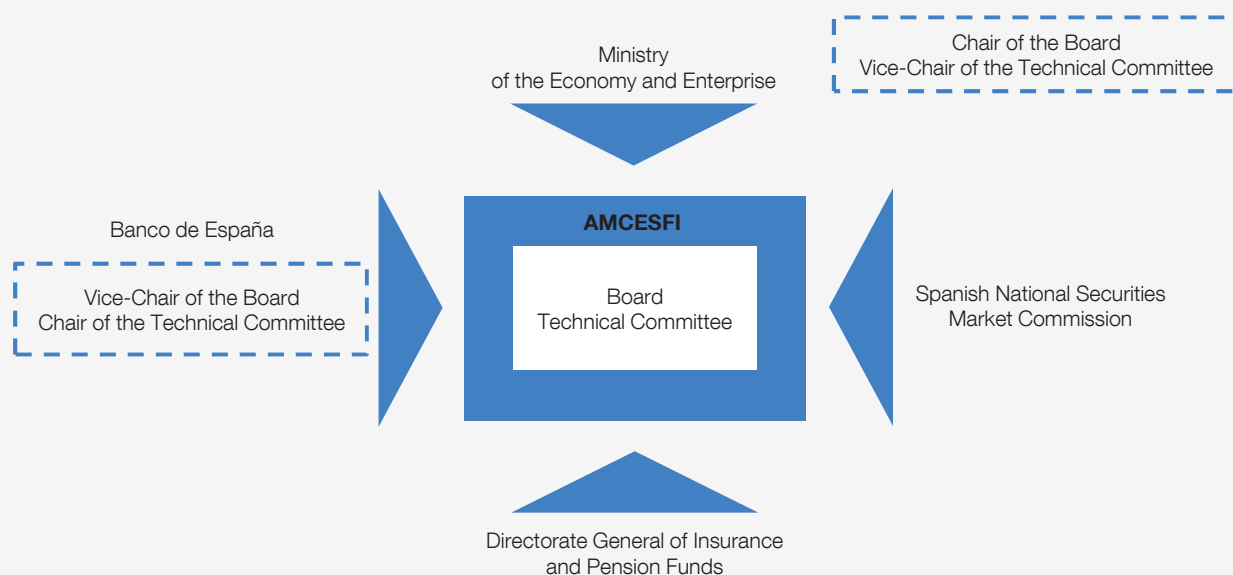 Ministry
of the Economy and Enterprise
Chair of the Board
Vice-Chair of the Technical Committee
Banco de España
Vice-Chair of the Board
Chair of the Technical Committee
AMCESFI
Board
Technical Committee
Spanish National Securities
Market Commission
Directorate General of Insurance
and Pension Funds